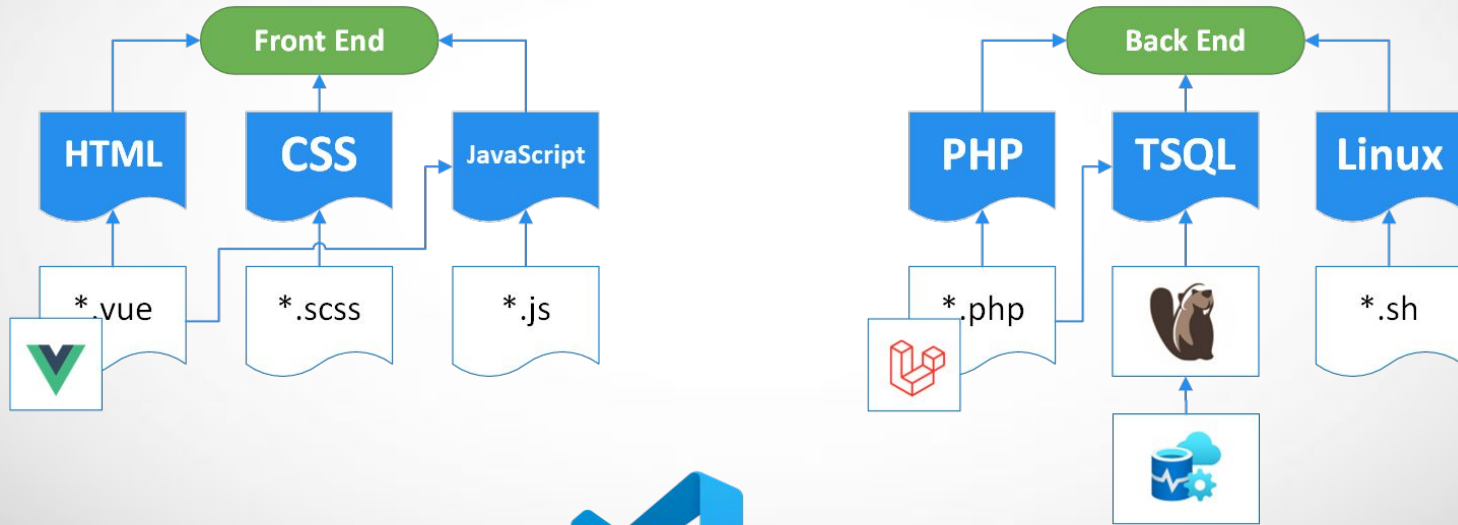 Front End
HTML
CSS
JavaScript
*.vue
*.scss
*.js
Back End
PHP
TSQL
Linux
*.php
*.sh